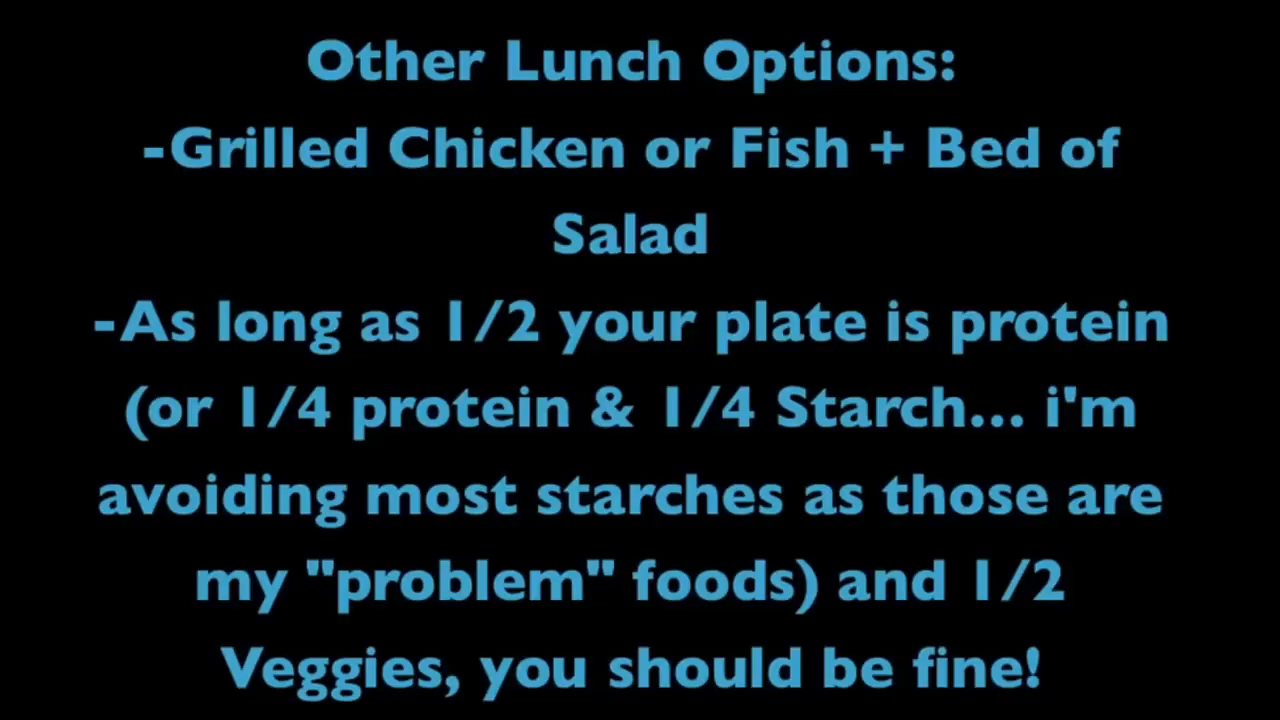 Other Lunch Options:
-Grilled Chicken or Fish + Bed of
Salad
-As long as 1/2 your plate is protein
(or 1/4 protein & 1/4 Starch... i'm
avoiding most starches as those are
my "problem" foods) and 1/2
Veggies, you should be fine!